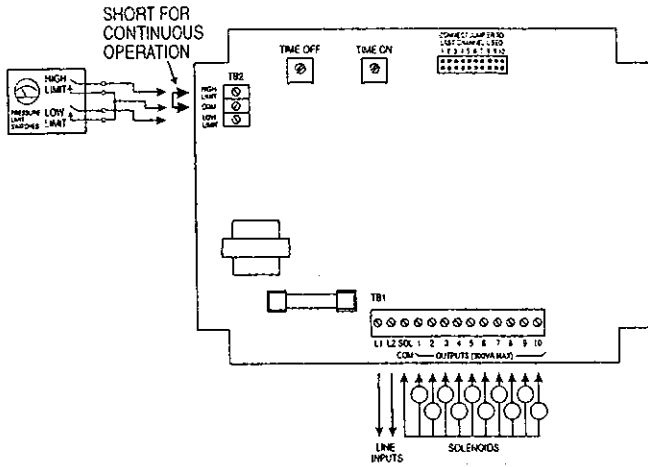 SHORT FOR
CONTINUOUS
OPERATION
TIME OFF
TIME ON
CONNECT JUMPER TO
LAST CHANNEL USED
1 2 3 4 5 6 7 8 9 10
HIGH
LIMIT
LOW
LIMIT
PRESSURE
LIMIT
SWITCHES
TB2
HIGH
LIMIT
COM
LOW
LIMIT
TB1
L1 L2 SOL 1 2 3 4 5 6 7 8 9 10
COM OUTPUTS (300VA MAX)
LINE
INPUTS
SOLENOIDS